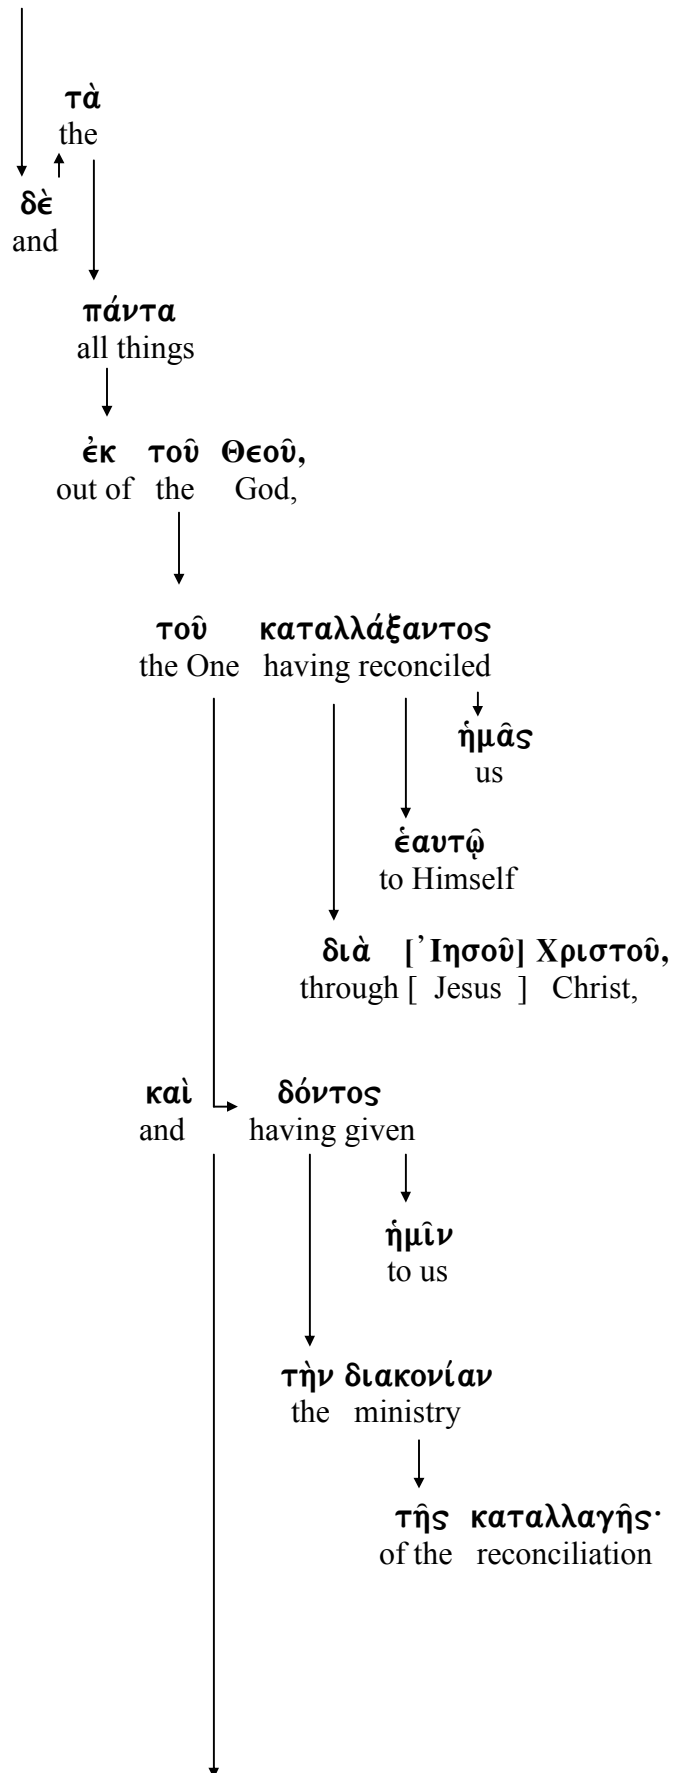 τὰ
the
δὲ
and
πάντα
all things
ἐκ τοῦ Θεοῦ,
out of the God,
τοῦ καταλλάξαντος
the One having reconciled
ἡμᾶς
us
ἑαυτῷ
to Himself
διὰ [᾿Ιησοῦ] Χριστοῦ,
through [ Jesus ] Christ,
καὶ δόντος
and having given
ἡμῖν
to us
τὴν διακονίαν
the ministry
τῆς καταλλαγῆς·
of the reconciliation